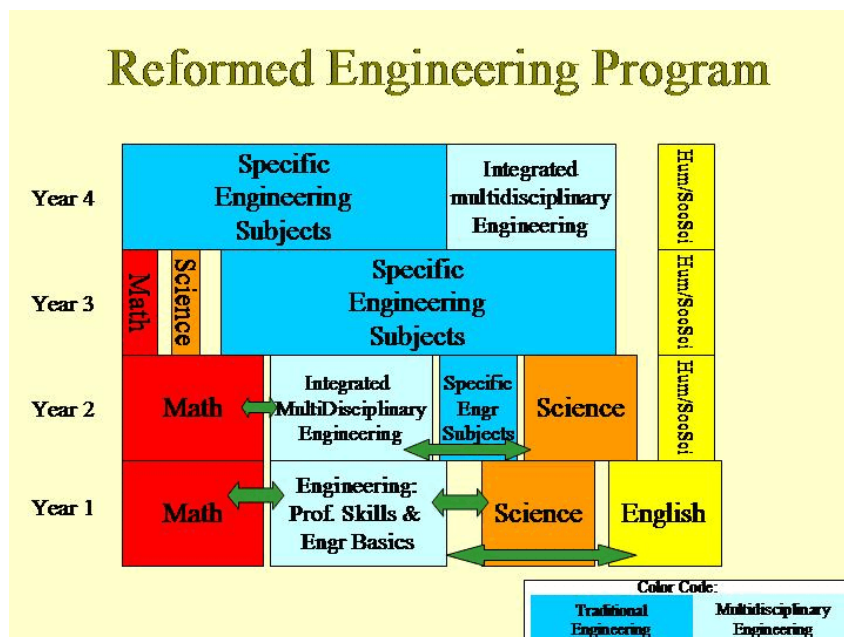 Reformed Engineering Program
Year 4
Specific
Engineering
Subjects
Integrated
multidisciplinary
Engineering
Hum/SocSci
Year 3
Math
Science
Specific
Engineering
Subjects
Hum/SocSci
Year 2
Math
Integrated
MultiDisciplinary
Engineering
Specific
Engr
Subjects
Science
Hum/SocSci
Year 1
Math
Engineering:
Prof. Skills &
Engr Basics
Science
English
Color Code:
Traditional
Engineering
Multidisciplinary
Engineering